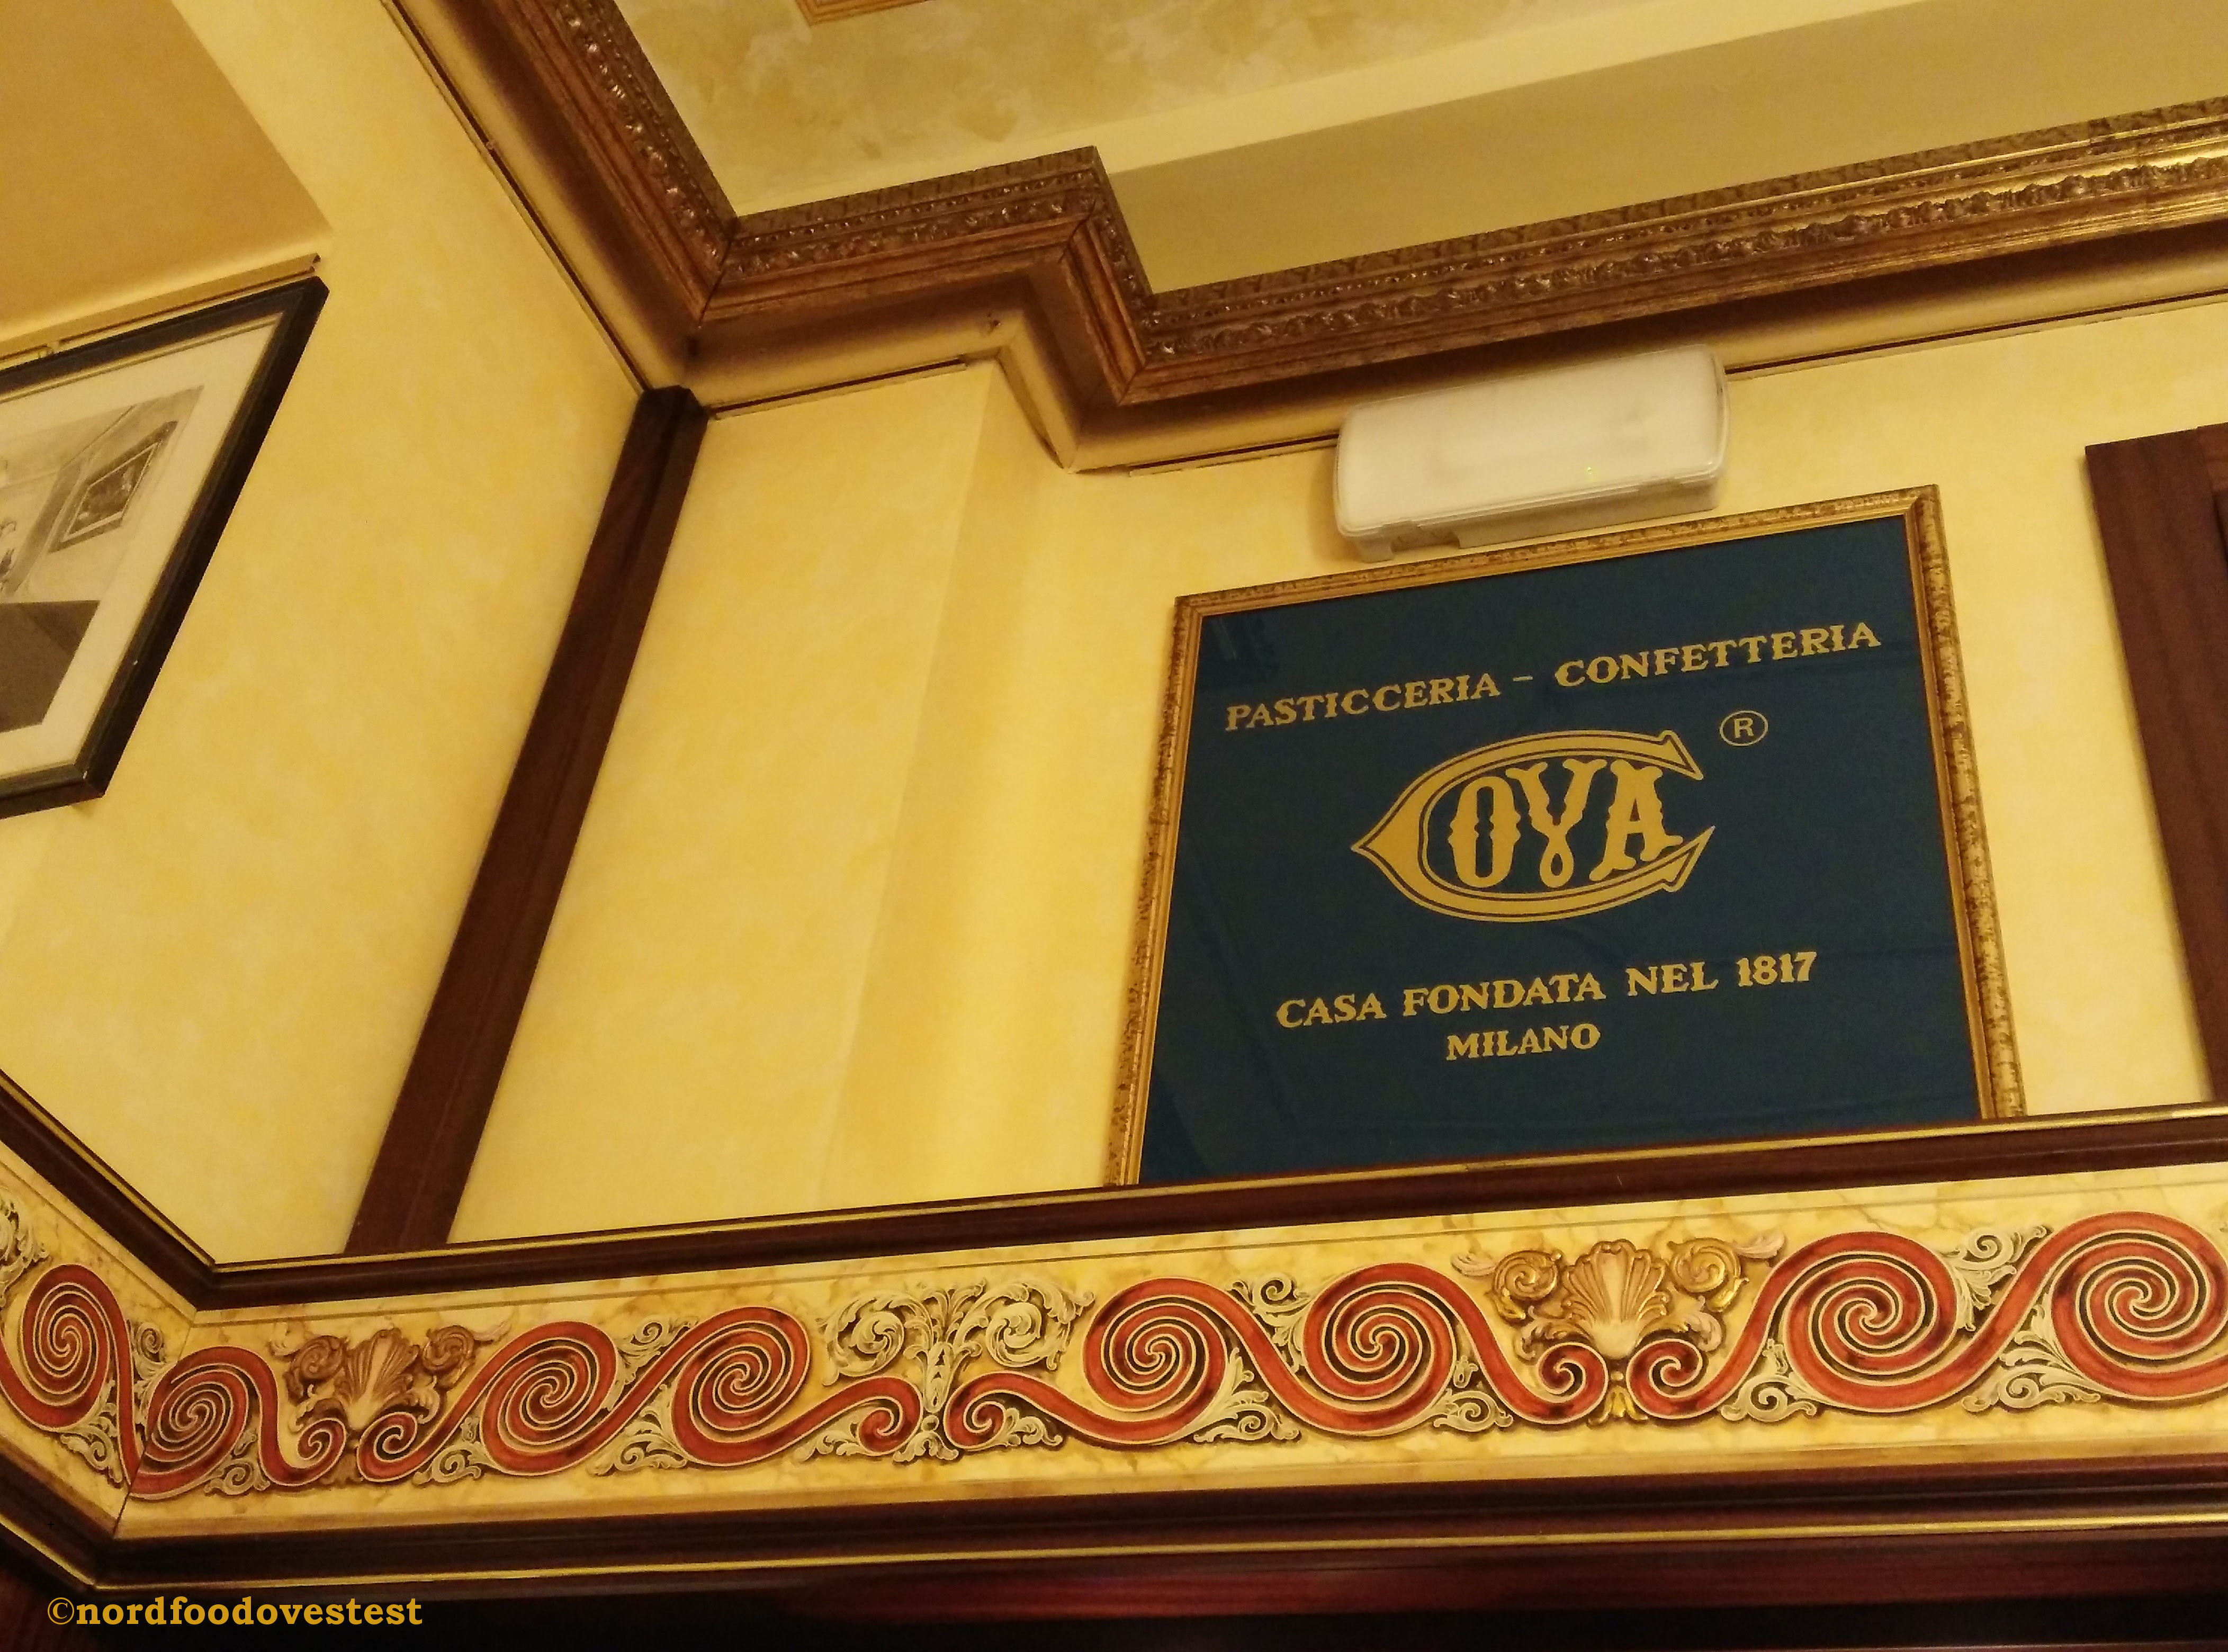 PASTICCERIA - CONFETTERIA
COVA ®
CASA FONDATA NEL 1817
MILANO
©nordfoodovestest